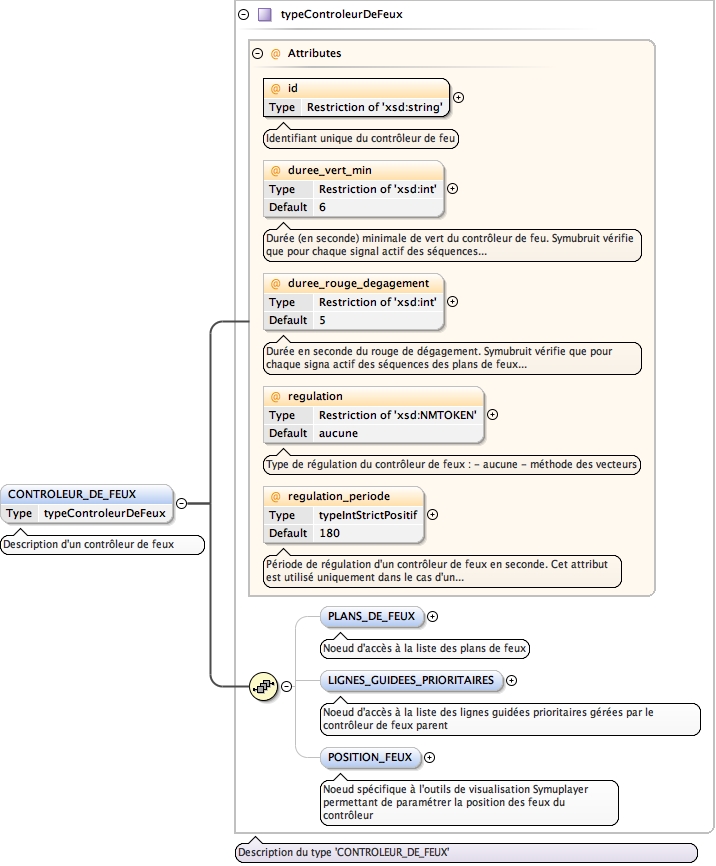 typeControleurDeFeux
@ Attributes
@ id
Type Restriction of 'xsd:string'
Identifiant unique du contrôleur de feu
@ duree_vert_min
Type Restriction of 'xsd:int'
Default 6
Durée (en seconde) minimale de vert du contrôleur de feu. Symubruit vérifie
que pour chaque signal actif des séquences...
@ duree_rouge_degagement
Type Restriction of 'xsd:int'
Default 5
Durée en seconde du rouge de dégagement. Symubruit vérifie que pour
chaque signa actif des séquences des plans de feux...
@ regulation
Type Restriction of 'xsd:NMTOKEN'
Default aucune
Type de régulation du contrôleur de feux : - aucune - méthode des vecteurs
@ regulation_periode
Type typeIntStrictPositif
Default 180
Période de régulation d'un contrôleur de feux en seconde. Cet attribut
est utilisé uniquement dans le cas d'un...
CONTROLEUR_DE_FEUX
Type typeControleurDeFeux
Description d'un contrôleur de feux
PLANS_DE_FEUX
Noeud d'accès à la liste des plans de feux
LIGNES_GUIDEES_PRIORITAIRES
Noeud d'accès à la liste des lignes guidées prioritaires gérées par le
contrôleur de feux parent
POSITION_FEUX
Noeud spécifique à l'outils de visualisation Symuplayer
permettant de paramétrer la position des feux du
contrôleur
Description du type 'CONTROLEUR_DE_FEUX'